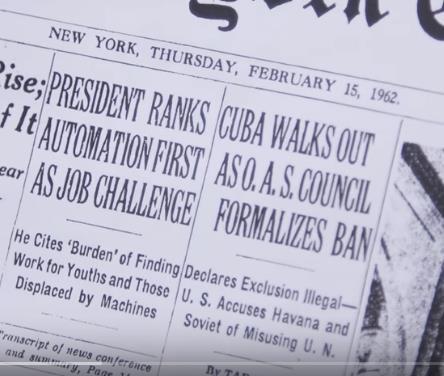 NEW YORK, THURSDAY, FEBRUARY 15, 1962.
Rise;
f It
ear
PRESIDENT RANKS
AUTOMATION FIRST
AS JOB CHALLENGE
He Cites 'Burden' of Finding
Work for Youths and Those
Displaced by Machines
Transcript of news conference
and summary,
CUBA WALKS OUT
AS O. A. S. COUNCIL
FORMALIZES BAN
Declares Exclusion Illegal—
U. S. Accuses Havana and
Soviet of Misusing U. N.
By